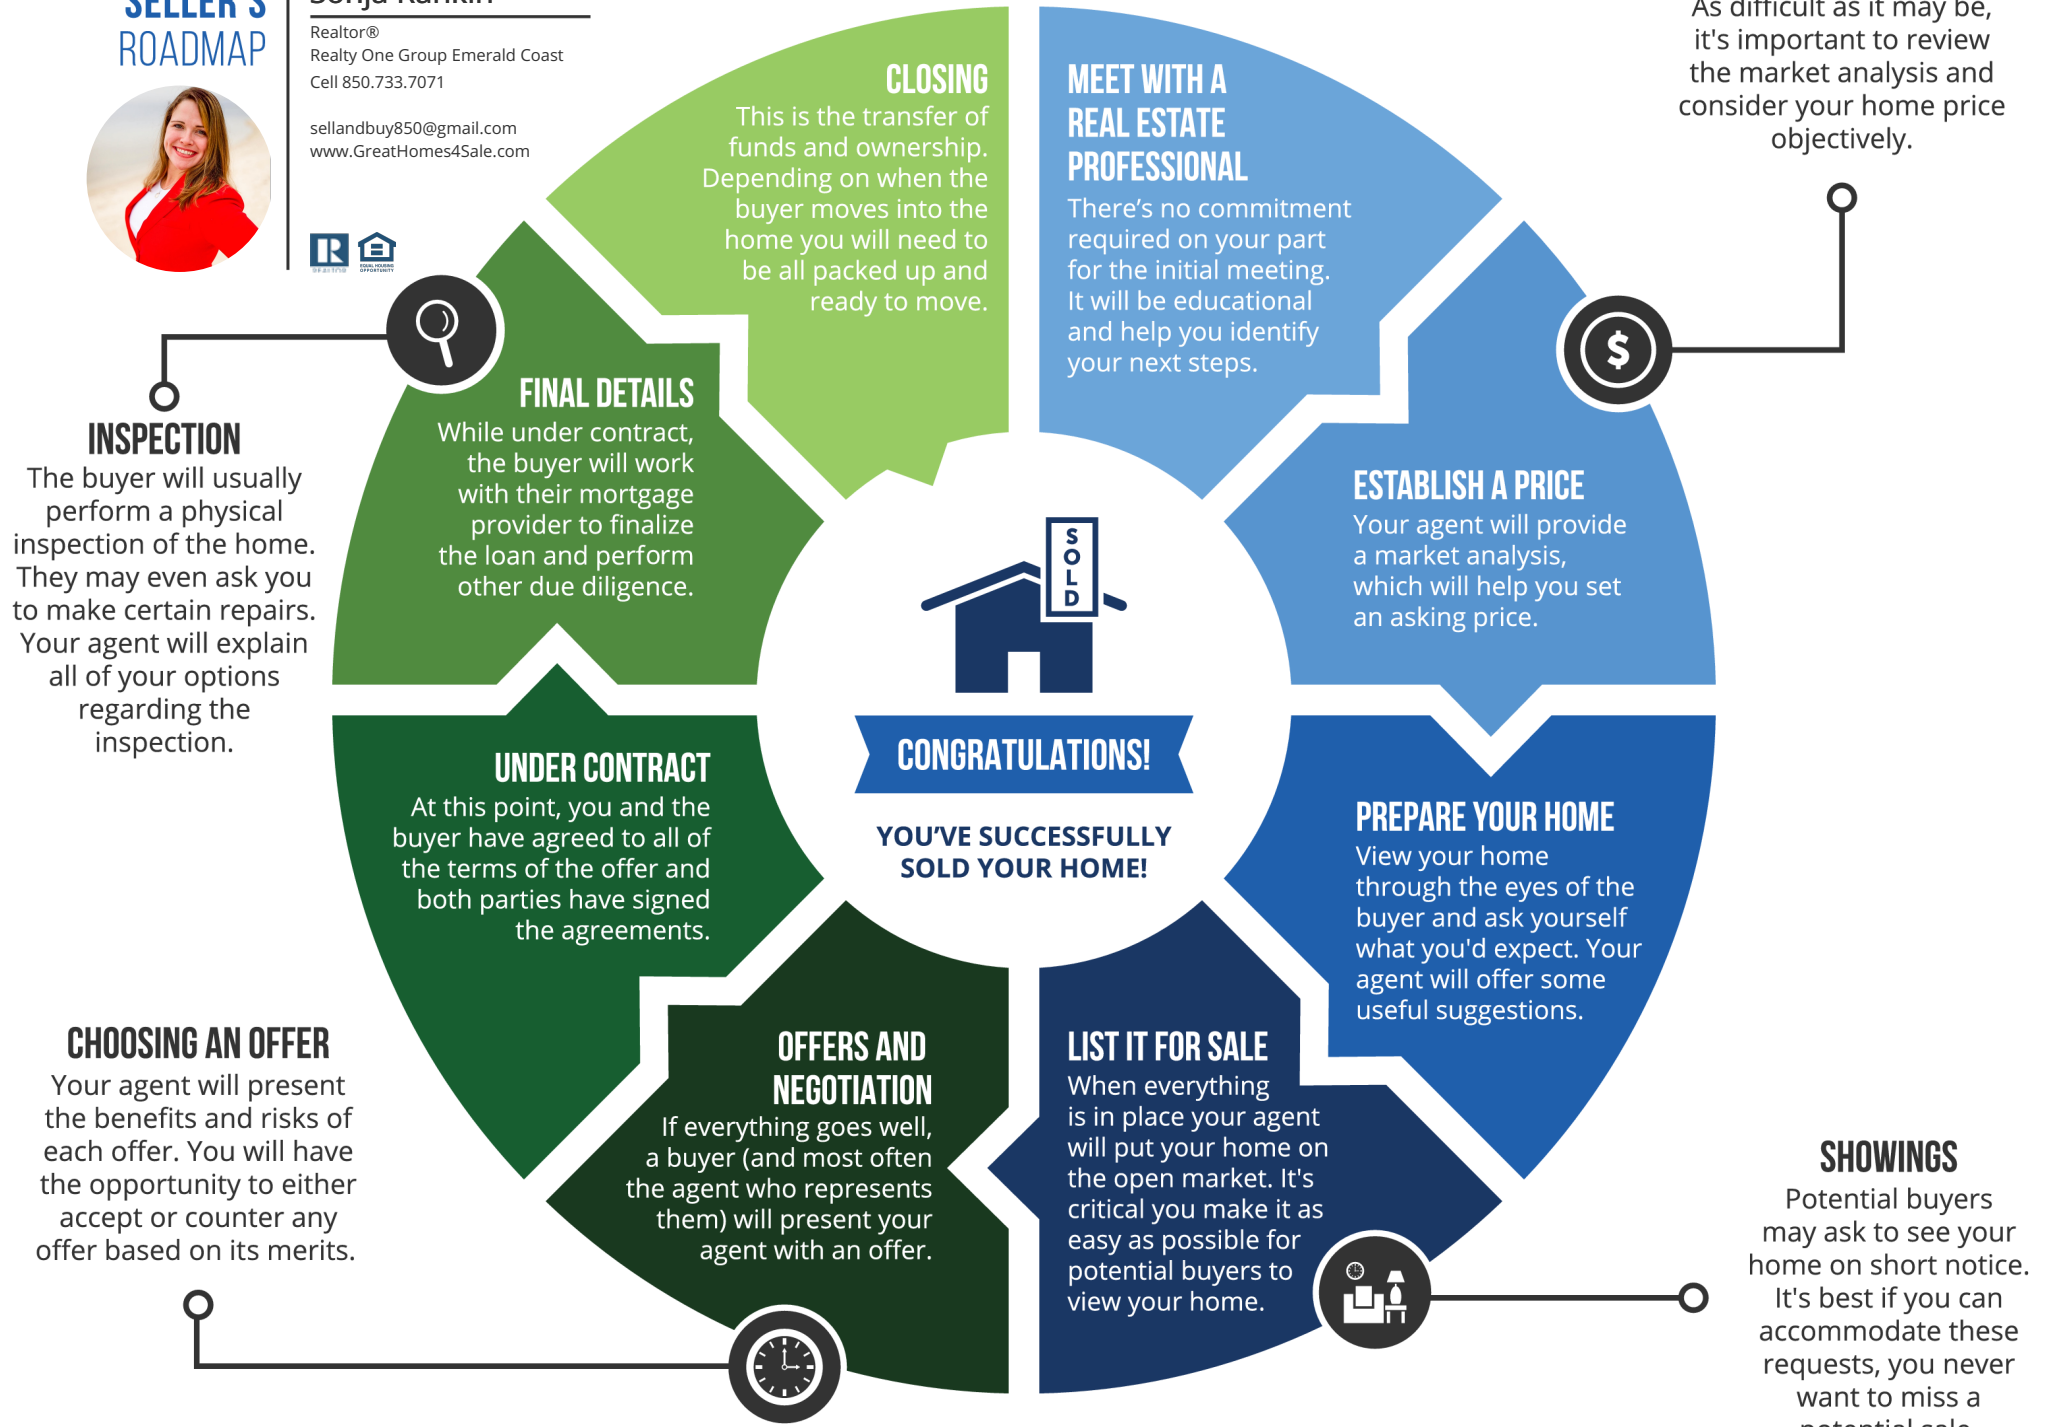 SELLER'S
ROADMAP
Sonja Rankin
Realtor®
Realty One Group Emerald Coast
Cell 850.733.7071
sellandbuy850@gmail.com
www.GreatHomes4Sale.com
REALTOR
EQUAL HOUSING
OPPORTUNITY
CLOSING
This is the transfer of
funds and ownership.
Depending on when the
buyer moves into the
home you will need to
be all packed up and
ready to move.
MEET WITH A
REAL ESTATE
PROFESSIONAL
There’s no commitment
required on your part
for the initial meeting.
It will be educational
and help you identify
your next steps.
As difficult as it may be,
it's important to review
the market analysis and
consider your home price
objectively.
$
ESTABLISH A PRICE
Your agent will provide
a market analysis,
which will help you set
an asking price.
PREPARE YOUR HOME
View your home
through the eyes of the
buyer and ask yourself
what you'd expect. Your
agent will offer some
useful suggestions.
LIST IT FOR SALE
When everything
is in place your agent
will put your home on
the open market. It's
critical you make it as
easy as possible for
potential buyers to
view your home.
SHOWINGS
Potential buyers
may ask to see your
home on short notice.
It's best if you can
accommodate these
requests, you never
want to miss a
potential sale.
OFFERS AND
NEGOTIATION
If everything goes well,
a buyer (and most often
the agent who represents
them) will present your
agent with an offer.
CHOOSING AN OFFER
Your agent will present
the benefits and risks of
each offer. You will have
the opportunity to either
accept or counter any
offer based on its merits.
UNDER CONTRACT
At this point, you and the
buyer have agreed to all of
the terms of the offer and
both parties have signed
the agreements.
FINAL DETAILS
While under contract,
the buyer will work
with their mortgage
provider to finalize
the loan and perform
other due diligence.
INSPECTION
The buyer will usually
perform a physical
inspection of the home.
They may even ask you
to make certain repairs.
Your agent will explain
all of your options
regarding the
inspection.
SOLD
CONGRATULATIONS!
YOU’VE SUCCESSFULLY
SOLD YOUR HOME!